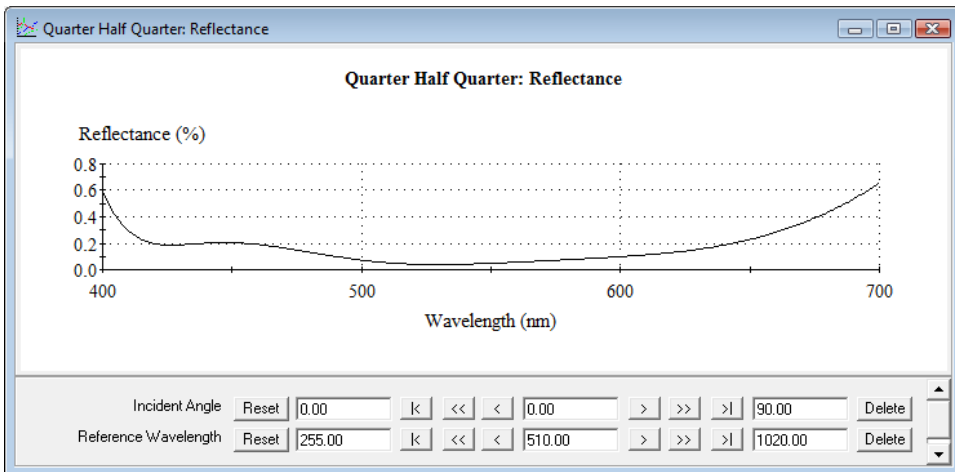 Quarter Half Quarter: Reflectance
Quarter Half Quarter: Reflectance
Reflectance (%)
0.8
0.6
0.4
0.2
0.0
400 500 600 700
Wavelength (nm)
Incident Angle Reset 0.00 |< << < 0.00 > >> >| 90.00 Delete
Reference Wavelength Reset 255.00 |< << < 510.00 > >> >| 1020.00 Delete